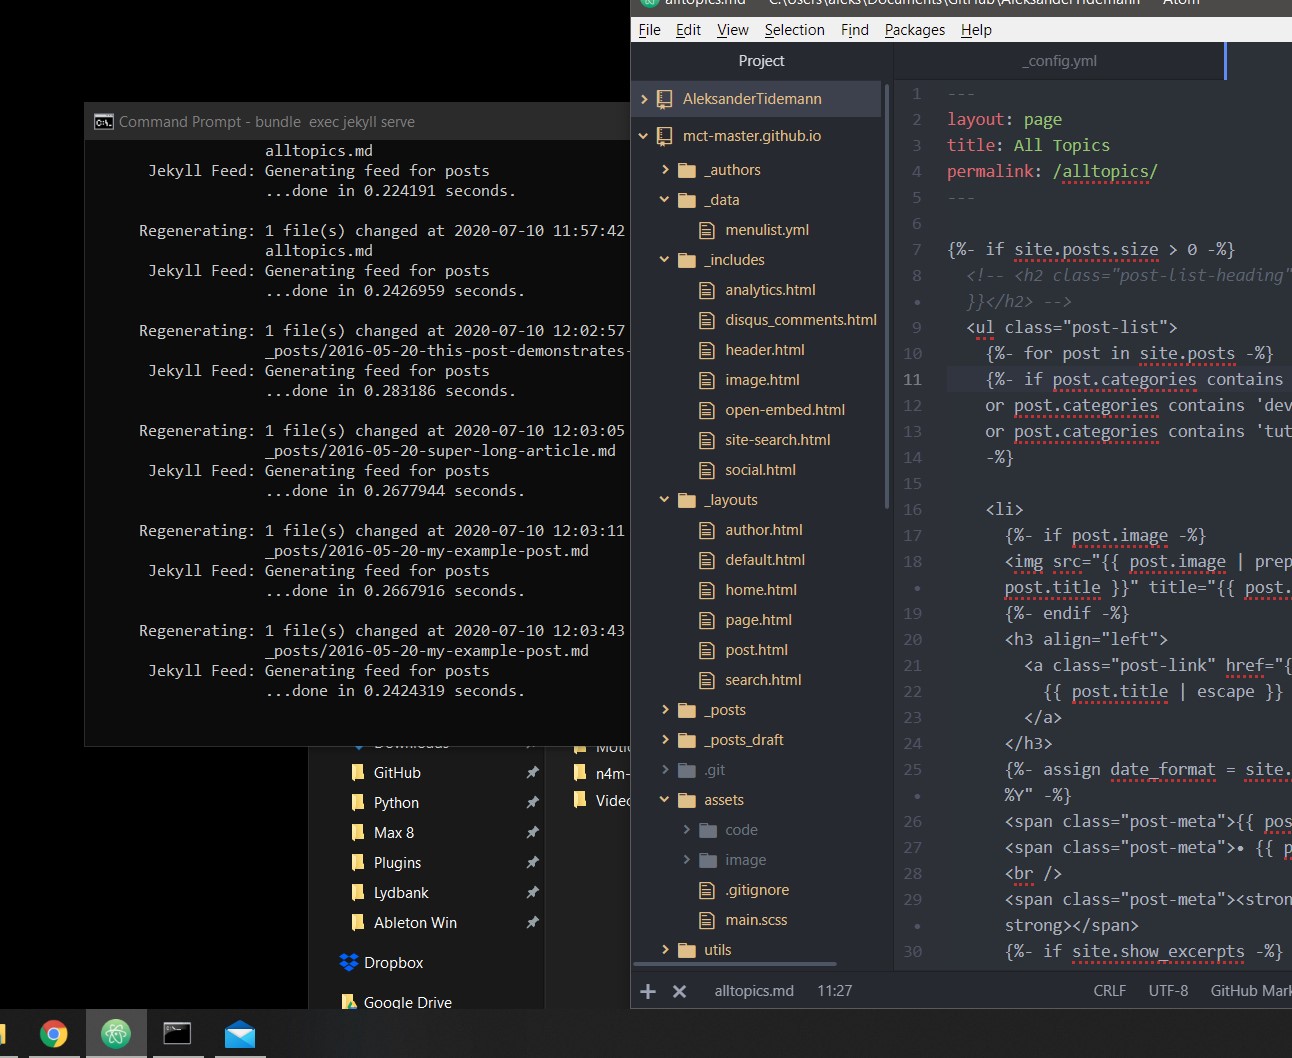 alltopics.md - C:\Users\aleks\Documents\GitHub\AleksanderTidemann - Atom
File Edit View Selection Find Packages Help
Project
_config.yml
AleksanderTidemann
mct-master.github.io
_authors
_data
menulist.yml
_includes
analytics.html
disqus_comments.html
header.html
image.html
open-embed.html
site-search.html
social.html
_layouts
author.html
default.html
home.html
page.html
post.html
search.html
_posts
_posts_draft
.git
assets
code
image
.gitignore
main.scss
utils
1 ---
2 layout: page
3 title: All Topics
4 permalink: /alltopics/
5 ---
6
7 {%- if site.posts.size > 0 -%}
8 <!-- <h2 class="post-list-heading"
• }}</h2> -->
9 <ul class="post-list">
10 {%- for post in site.posts -%}
11 {%- if post.categories contains
12 or post.categories contains 'dev
13 or post.categories contains 'tut
14 -%}
15
16 <li>
17 {%- if post.image -%}
18 <img src="{{ post.image | prep
• post.title }}" title="{{ post.
19 {%- endif -%}
20 <h3 align="left">
21 <a class="post-link" href="{
22 {{ post.title | escape }}
23 </a>
24 </h3>
25 {%- assign date_format = site.
• %Y" -%}
26 <span class="post-meta">{{ pos
27 <span class="post-meta">• {{ p
28 <br />
29 <span class="post-meta"><stron
• strong></span>
30 {%- if site.show_excerpts -%}
alltopics.md 11:27 CRLF UTF-8 GitHub Mark
Command Prompt - bundle  exec jekyll serve
alltopics.md
Jekyll Feed: Generating feed for posts
...done in 0.224191 seconds.
Regenerating: 1 file(s) changed at 2020-07-10 11:57:42
alltopics.md
Jekyll Feed: Generating feed for posts
...done in 0.2426959 seconds.
Regenerating: 1 file(s) changed at 2020-07-10 12:02:57
_posts/2016-05-20-this-post-demonstrates-
Jekyll Feed: Generating feed for posts
...done in 0.283186 seconds.
Regenerating: 1 file(s) changed at 2020-07-10 12:03:05
_posts/2016-05-20-super-long-article.md
Jekyll Feed: Generating feed for posts
...done in 0.2677944 seconds.
Regenerating: 1 file(s) changed at 2020-07-10 12:03:11
_posts/2016-05-20-my-example-post.md
Jekyll Feed: Generating feed for posts
...done in 0.2667916 seconds.
Regenerating: 1 file(s) changed at 2020-07-10 12:03:43
_posts/2016-05-20-my-example-post.md
Jekyll Feed: Generating feed for posts
...done in 0.2424319 seconds.
Downloads
GitHub
Python
Max 8
Plugins
Lydbank
Ableton Win
Dropbox
Google Drive
n4m-
Video